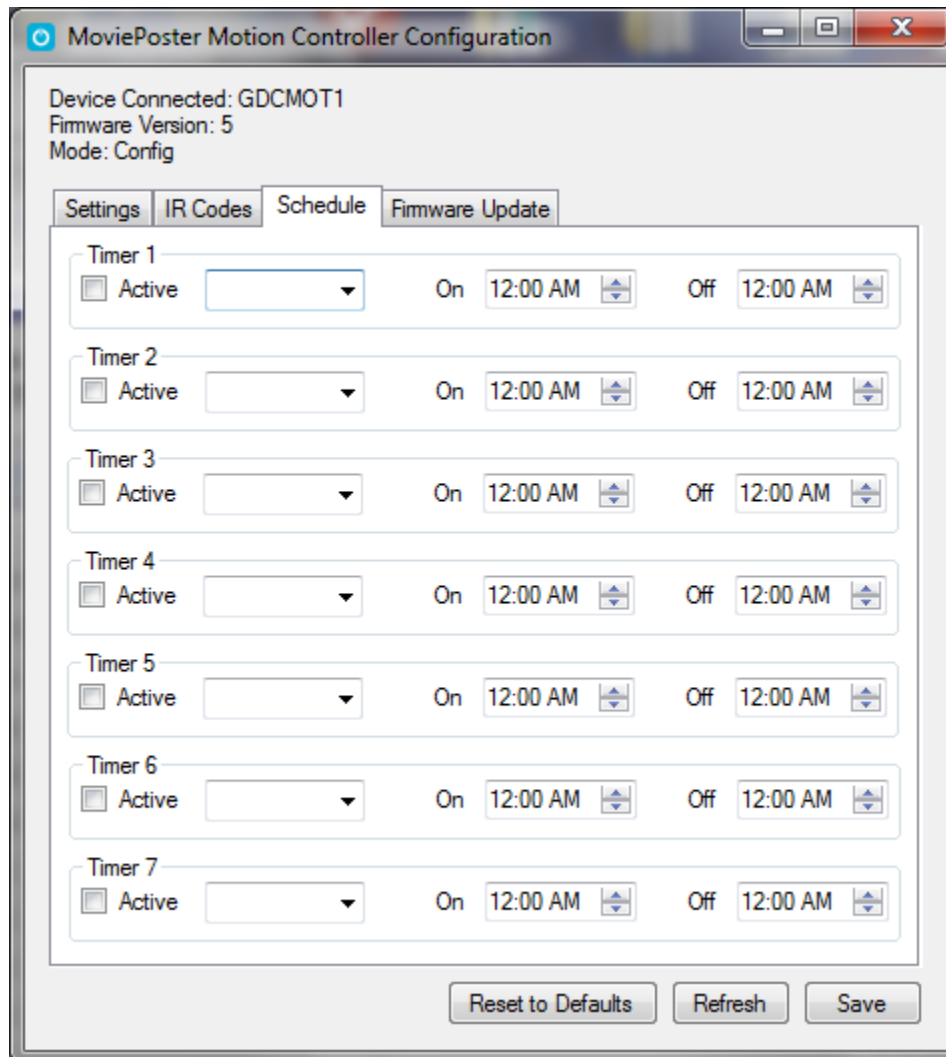 MoviePoster Motion Controller Configuration
Device Connected: GDCMOT1
Firmware Version: 5
Mode: Config
Settings IR Codes Schedule Firmware Update
Timer 1
Active On 12:00 AM Off 12:00 AM
Timer 2
Active On 12:00 AM Off 12:00 AM
Timer 3
Active On 12:00 AM Off 12:00 AM
Timer 4
Active On 12:00 AM Off 12:00 AM
Timer 5
Active On 12:00 AM Off 12:00 AM
Timer 6
Active On 12:00 AM Off 12:00 AM
Timer 7
Active On 12:00 AM Off 12:00 AM
Reset to Defaults Refresh Save